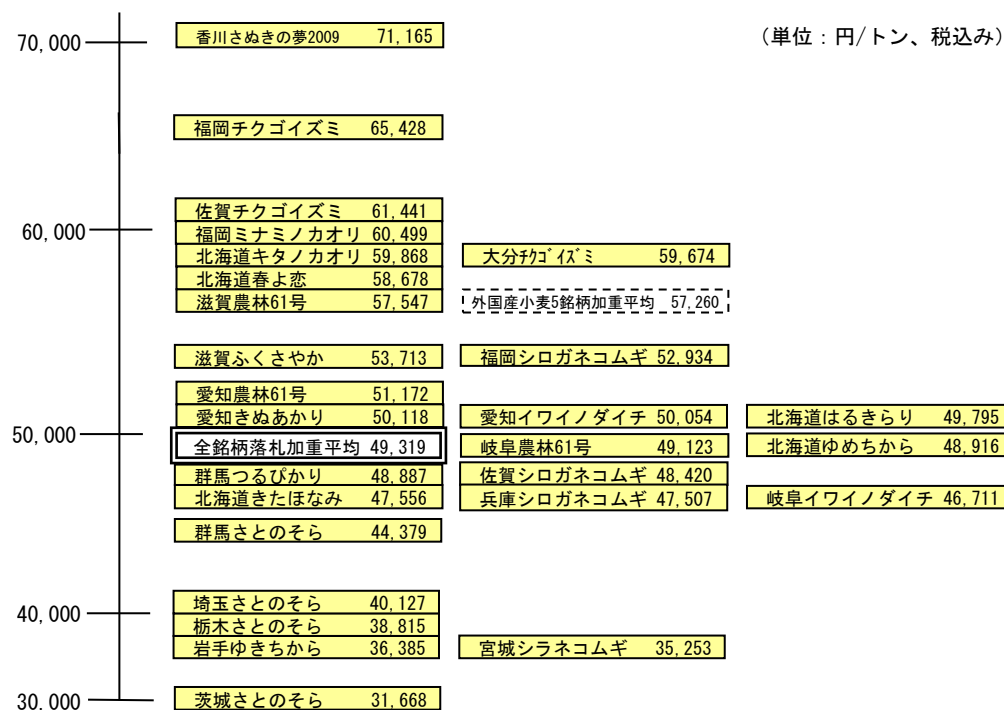 70,000
香川さぬきの夢2009 71,165
（単位：円/トン、税込み）
福岡チクゴイズミ 65,428
佐賀チクゴイズミ 61,441
60,000
福岡ミナミノカオリ 60,499
北海道キタノカオリ 59,868
大分ﾁｸｺﾞｲｽﾞﾐ 59,674
北海道春よ恋 58,678
滋賀農林61号 57,547
外国産小麦5銘柄加重平均 57,260
滋賀ふくさやか 53,713
福岡シロガネコムギ 52,934
愛知農林61号 51,172
愛知きぬあかり 50,118
愛知イワイノダイチ 50,054
北海道はるきらり 49,795
50,000
全銘柄落札加重平均 49,319
岐阜農林61号 49,123
北海道ゆめちから 48,916
群馬つるぴかり 48,887
佐賀シロガネコムギ 48,420
北海道きたほなみ 47,556
兵庫シロガネコムギ 47,507
岐阜イワイノダイチ 46,711
群馬さとのそら 44,379
埼玉さとのそら 40,127
40,000
栃木さとのそら 38,815
岩手ゆきちから 36,385
宮城シラネコムギ 35,253
30,000
茨城さとのそら 31,668